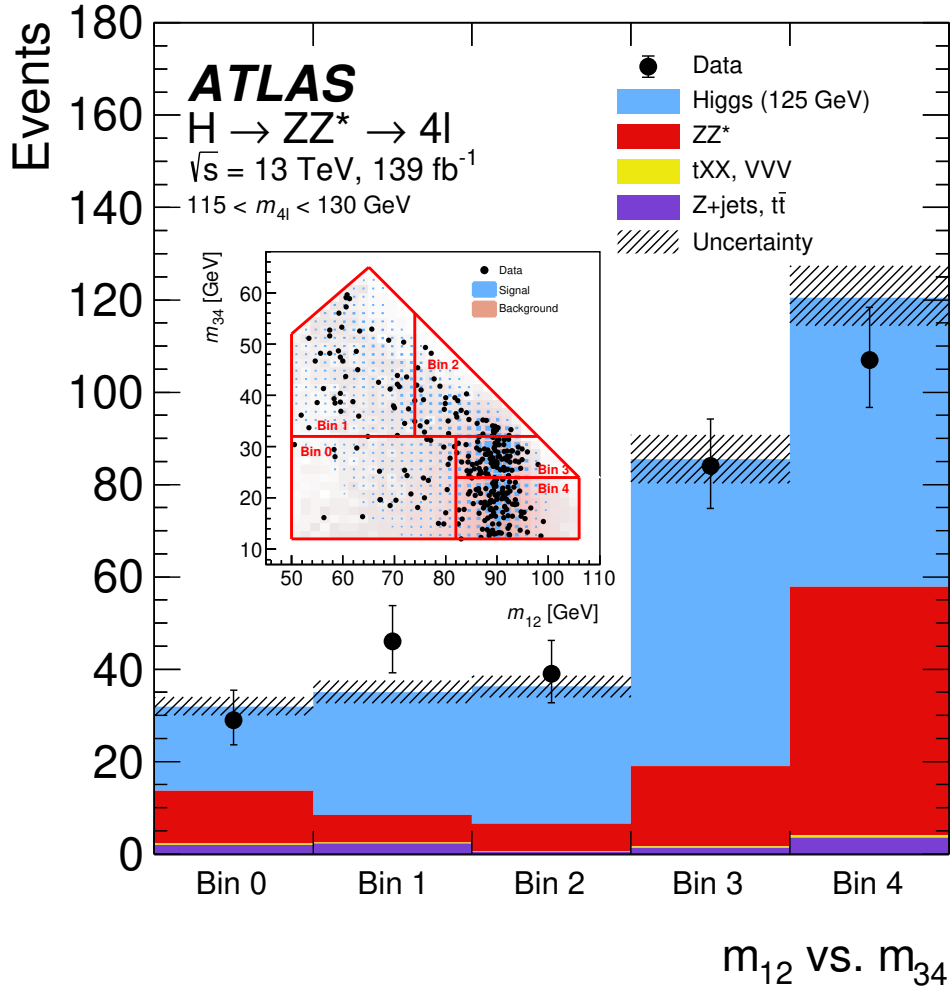 Events
180
160
140
120
100
80
60
40
20
0
ATLAS
H → ZZ* → 4l
√s = 13 TeV, 139 fb⁻¹
115 < m₄ₗ < 130 GeV
Data
Higgs (125 GeV)
ZZ*
tXX, VVV
Z+jets, tt̄
Uncertainty
m₃₄ [GeV]
60
50
40
30
20
10
Data
Signal
Background
Bin 2
Bin 1
Bin 0
Bin 3
Bin 4
50 60 70 80 90 100 110
m₁₂ [GeV]
Bin 0 Bin 1 Bin 2 Bin 3 Bin 4
m₁₂ vs. m₃₄